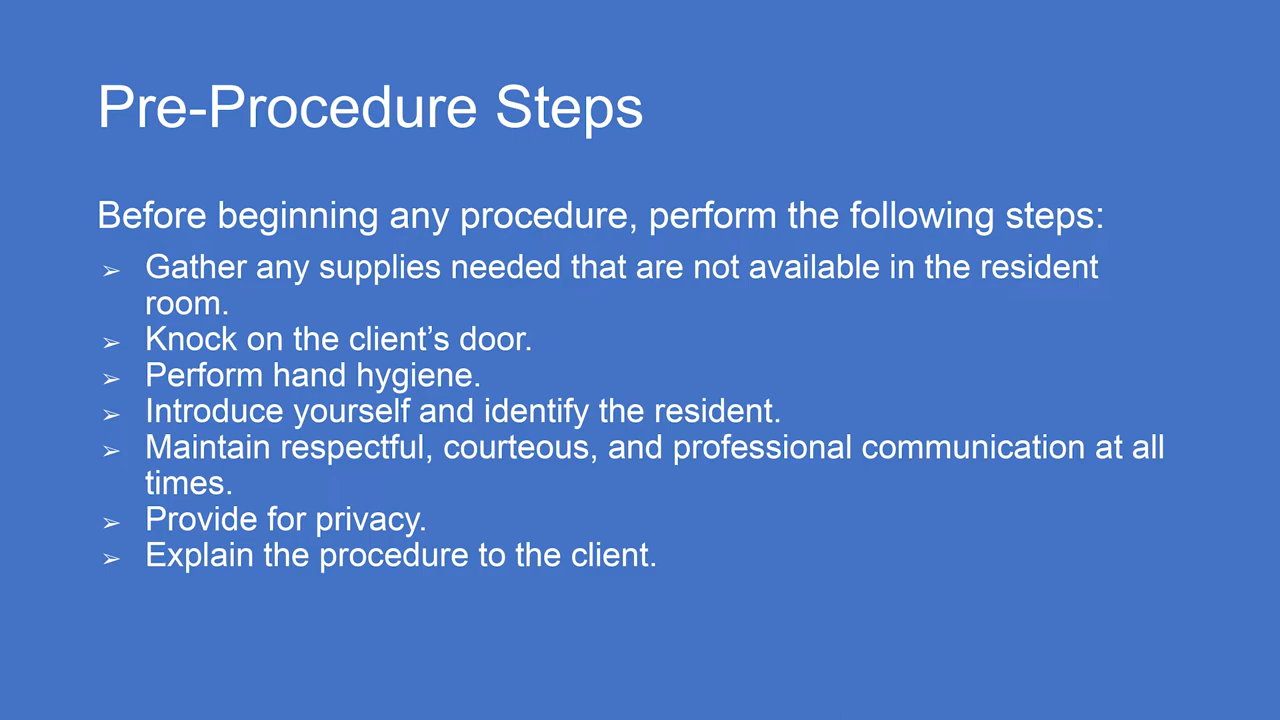 Pre-Procedure Steps
Before beginning any procedure, perform the following steps:
➢ Gather any supplies needed that are not available in the resident
room.
➢ Knock on the client’s door.
➢ Perform hand hygiene.
➢ Introduce yourself and identify the resident.
➢ Maintain respectful, courteous, and professional communication at all
times.
➢ Provide for privacy.
➢ Explain the procedure to the client.